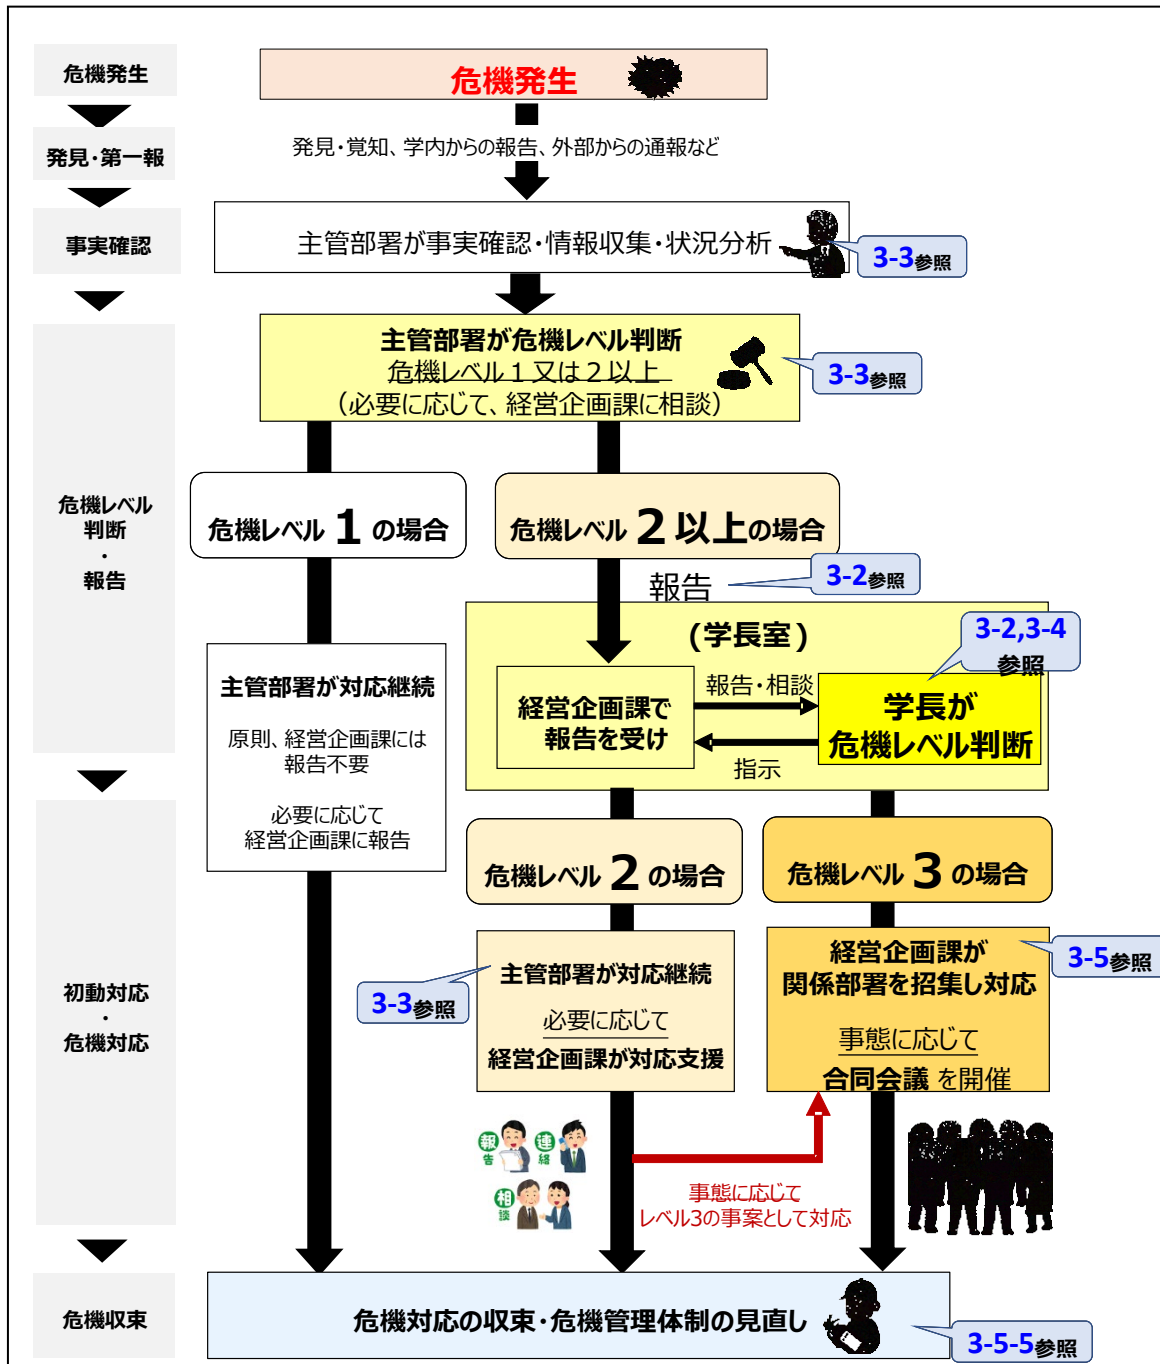 危機発生
危機発生
発見・第一報
発見・覚知、学内からの報告、外部からの通報など
事実確認
主管部署が事実確認・情報収集・状況分析
3-3参照
主管部署が危機レベル判断
危機レベル１又は２以上
（必要に応じて、経営企画課に相談）
3-3参照
危機レベル
判断
・
報告
危機レベル 1 の場合
危機レベル 2 以上の場合
報告
3-2参照
(学長室)
3-2,3-4
参照
主管部署が対応継続
原則、経営企画課には
報告不要
必要に応じて
経営企画課に報告
経営企画課で
報告を受け
報告・相談
指示
学長が
危機レベル判断
初動対応
・
危機対応
危機レベル 2 の場合
危機レベル 3 の場合
主管部署が対応継続
必要に応じて
経営企画課が対応支援
3-3参照
経営企画課が
関係部署を招集し対応
事態に応じて
合同会議 を開催
3-5参照
報告
連絡
相談
事態に応じて
レベル3の事案として対応
危機収束
危機対応の収束・危機管理体制の見直し
3-5-5参照